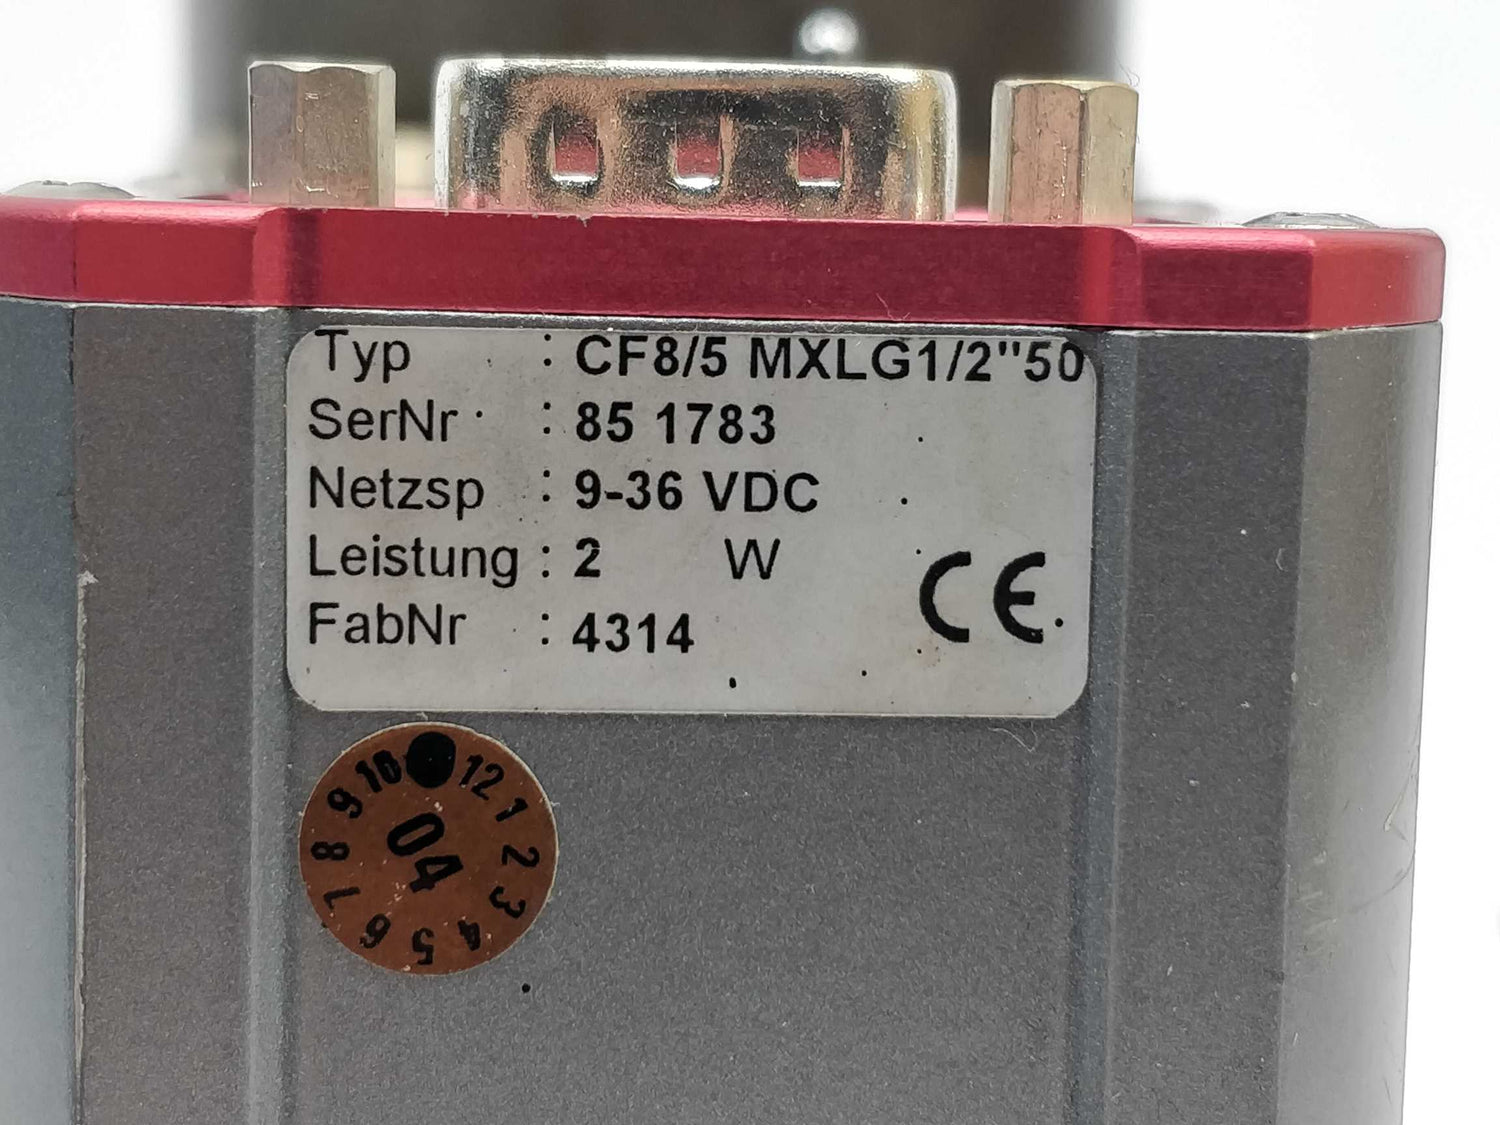 Typ : CF8/5 MXLG1/2"50
SerNr : 85 1783
Netzsp : 9-36 VDC
Leistung : 2 W
FabNr : 4314
CE
10 12 1 2 3 4 5 6 7 8 9
04